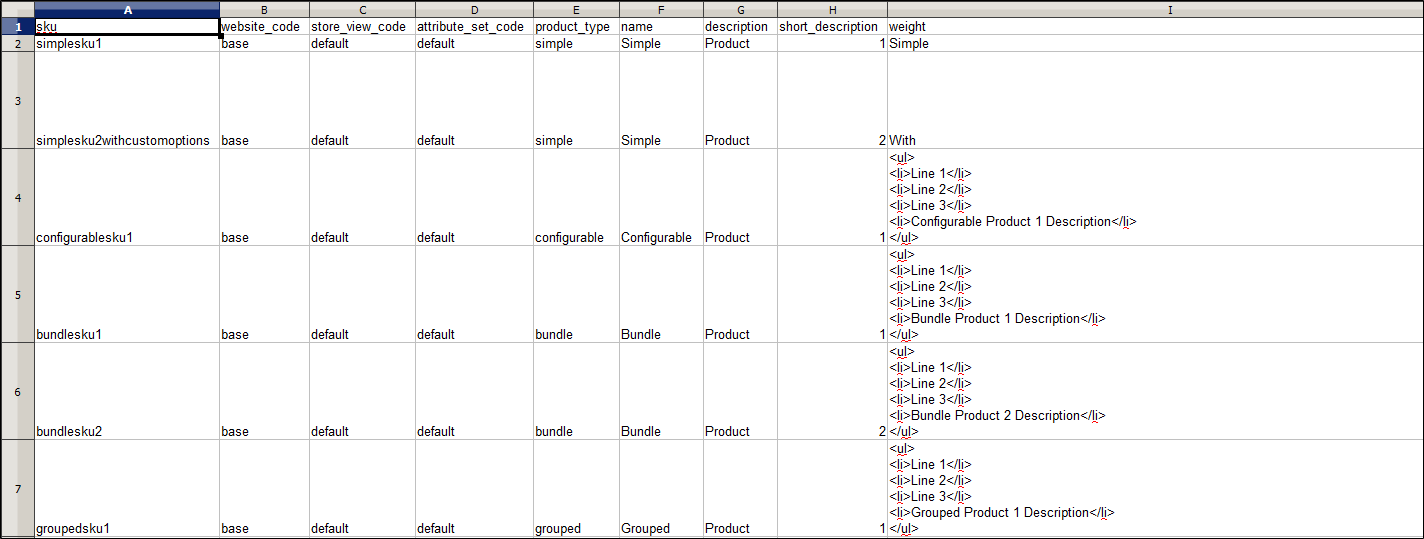 A B C D E F G H I
1 sku website_code store_view_code attribute_set_code product_type name description short_description weight
2 simplesku1 base default default simple Simple Product 1 Simple
3 simplesku2withcustomoptions base default default simple Simple Product 2 With
<ul>
<li>Line 1</li>
<li>Line 2</li>
4 <li>Line 3</li>
<li>Configurable Product 1 Description</li>
configurablesku1 base default default configurable Configurable Product 1 </ul>
<ul>
<li>Line 1</li>
<li>Line 2</li>
5 <li>Line 3</li>
<li>Bundle Product 1 Description</li>
bundlesku1 base default default bundle Bundle Product 1 </ul>
<ul>
<li>Line 1</li>
<li>Line 2</li>
6 <li>Line 3</li>
<li>Bundle Product 2 Description</li>
bundlesku2 base default default bundle Bundle Product 2 </ul>
<ul>
<li>Line 1</li>
<li>Line 2</li>
7 <li>Line 3</li>
<li>Grouped Product 1 Description</li>
groupedsku1 base default default grouped Grouped Product 1 </ul>